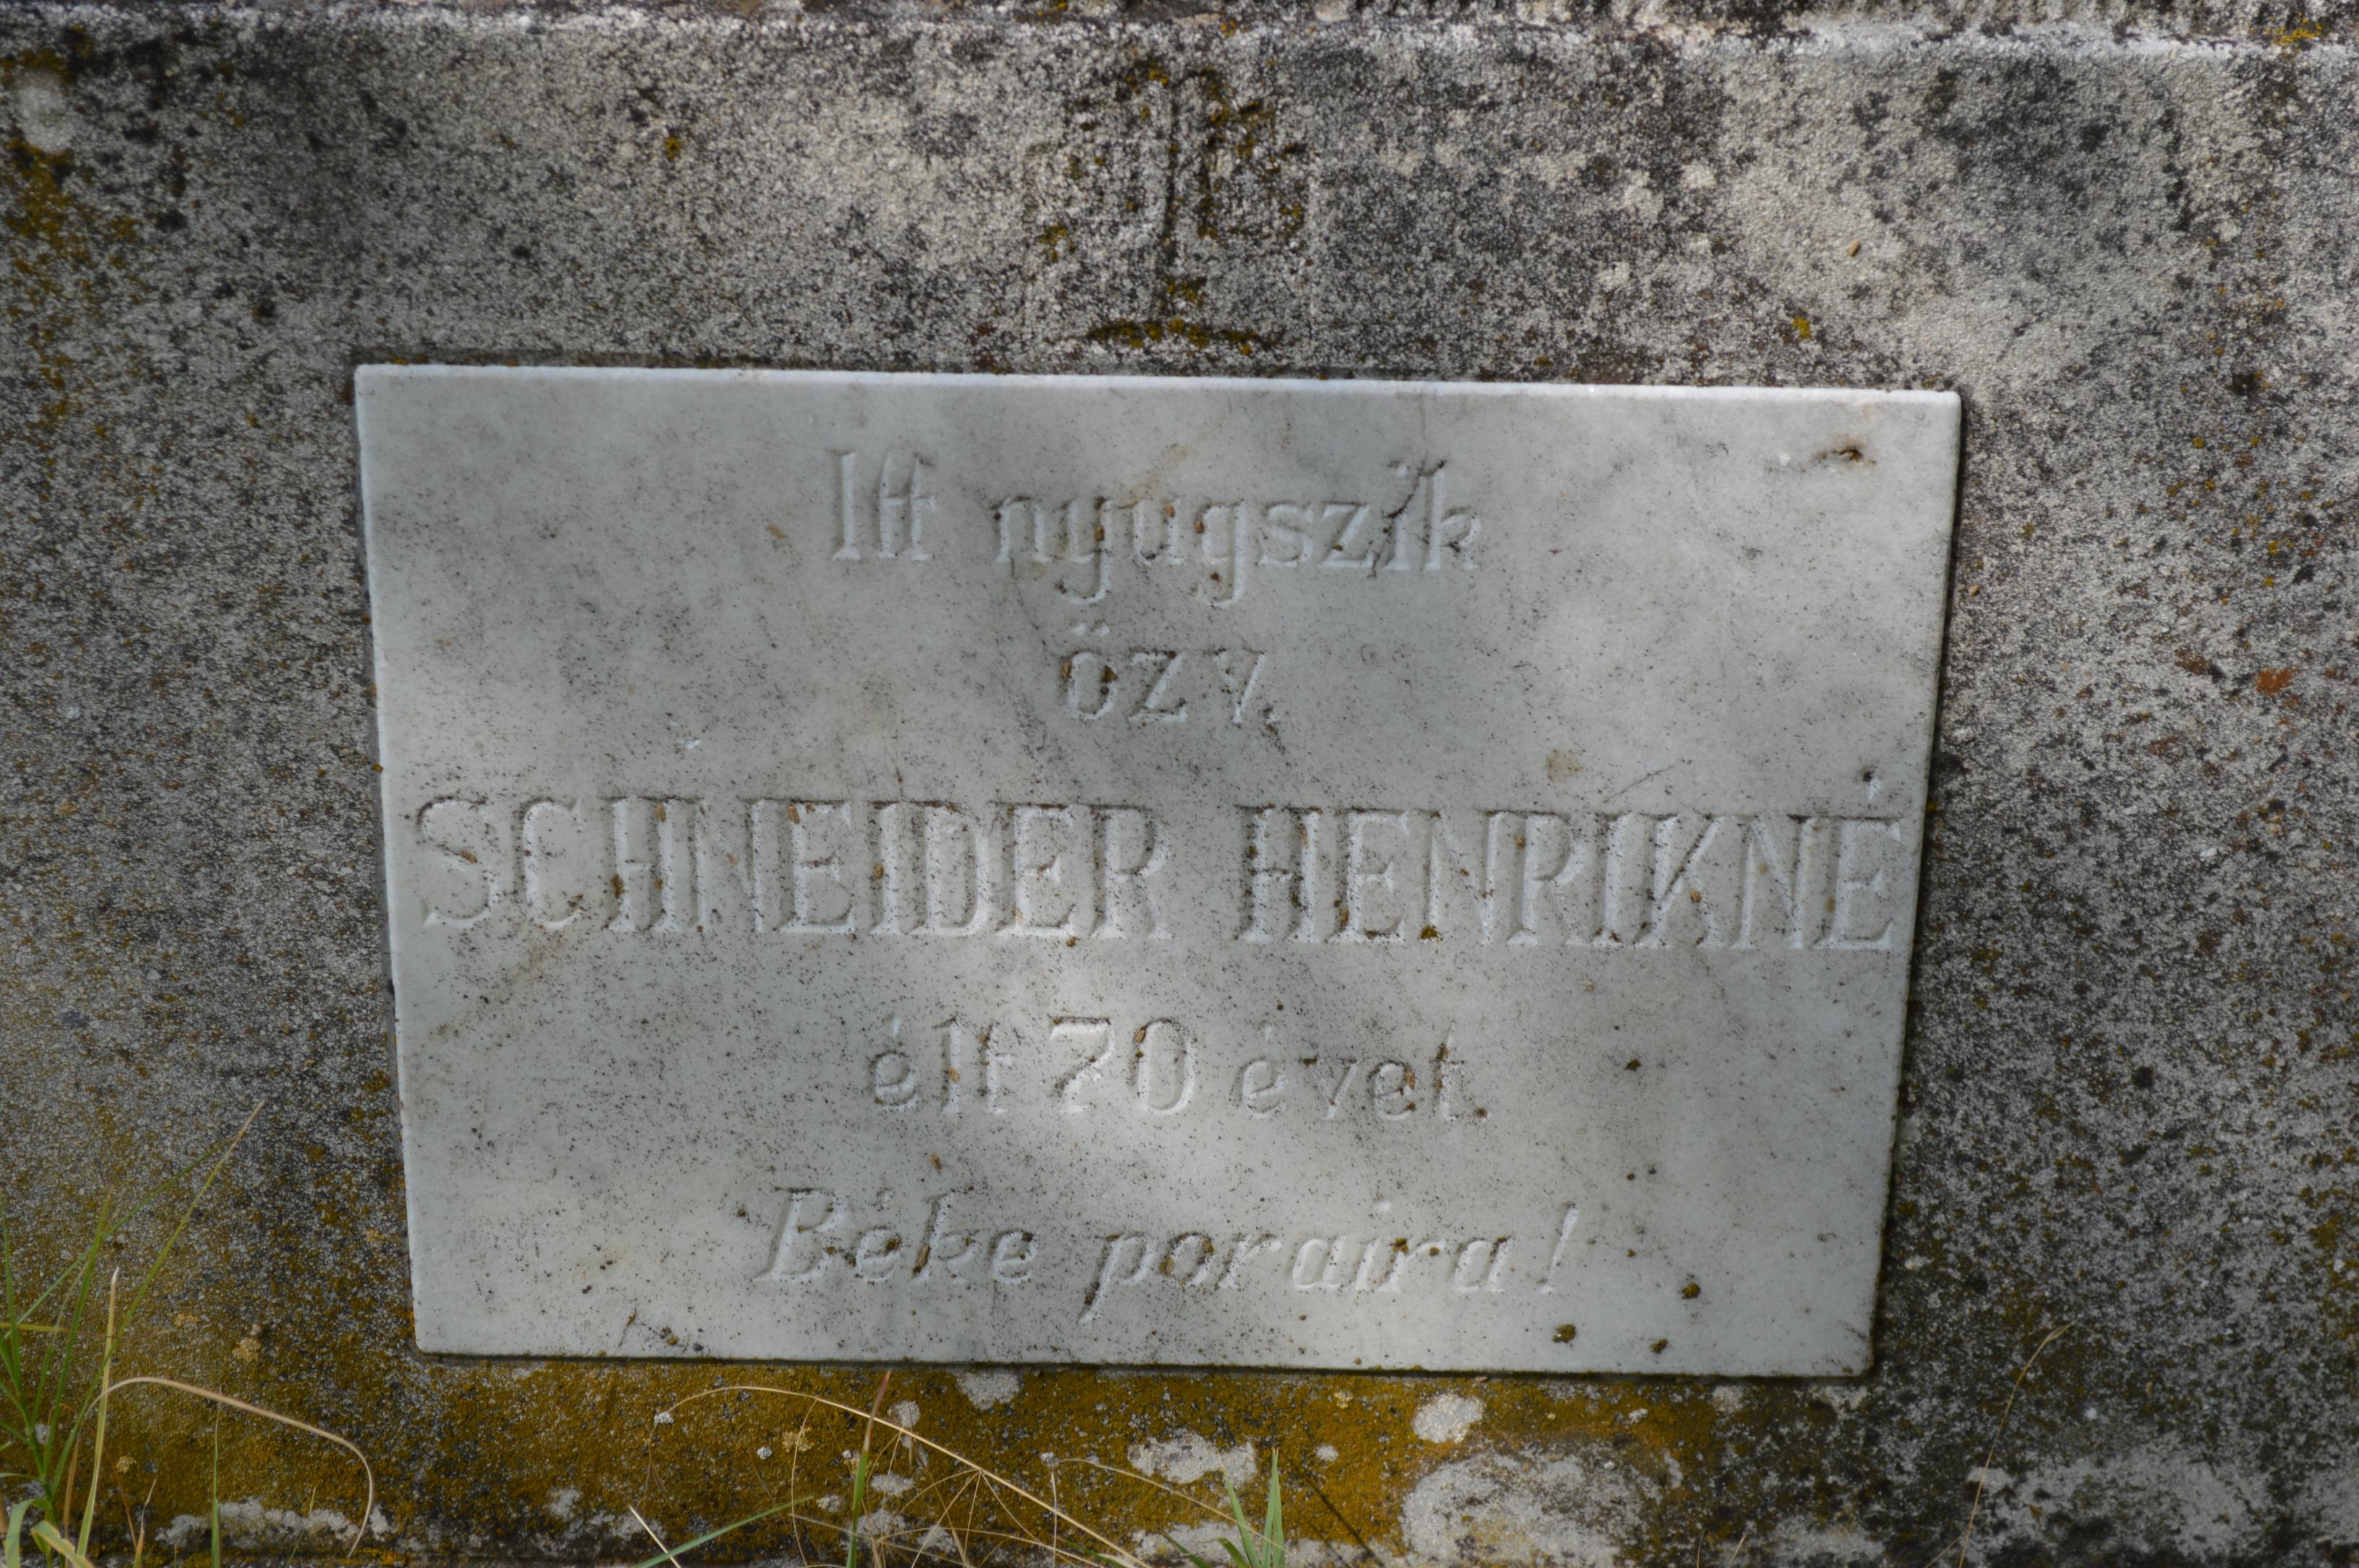 Itt nyugszik
özv.
SCHNEIDER HENRIKNÉ
élt 70 évet.
Béke poraira!